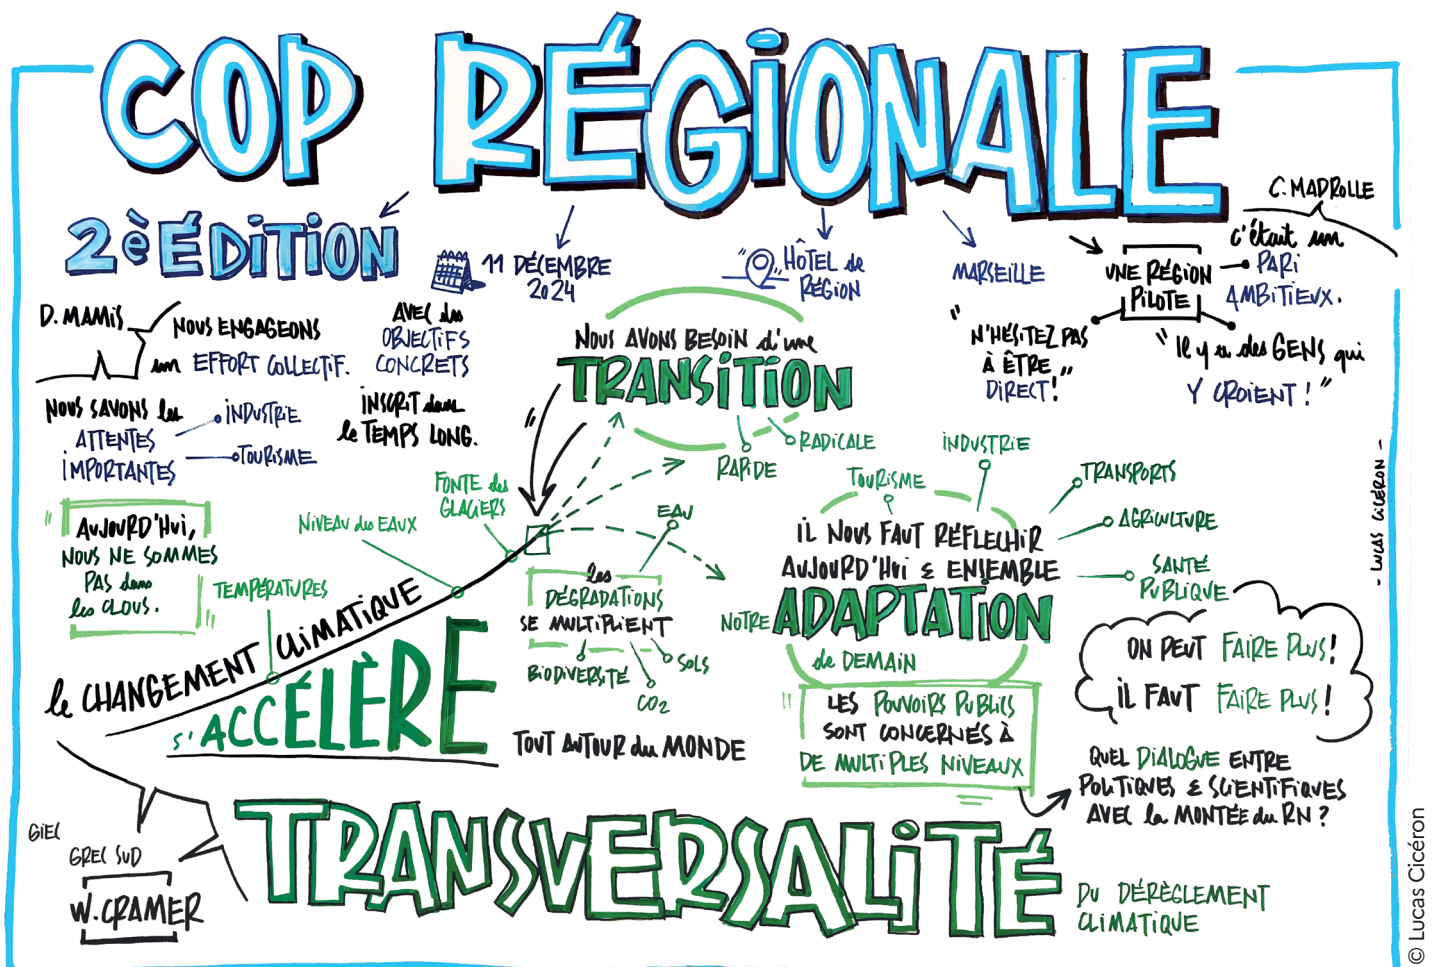 COP RÉGIONALE
2è ÉDITION
11 DÉCEMBRE
2024
"HÔTEL de
RÉGION"
MARSEILLE
C. MADROLLE
c'était un
PARI
AMBITIEUX.
UNE RÉGION
PILOTE
"N'HÉSITEZ PAS
À ÊTRE
DIRECT!"
"Il y a des GENS qui
Y CROIENT!"
D. MAMIS
NOUS ENGAGEONS
un EFFORT COLLECTIF.
AVEC des
OBJECTIFS
CONCRETS
INSCRIT dans
le TEMPS LONG.
NOUS SAVONS les
ATTENTES
IMPORTANTES
INDUSTRIE
TOURISME
NOUS AVONS BESOIN d'une
TRANSITION
RAPIDE
RADICALE
"AUJOURD'HUI,
NOUS NE SOMMES
PAS dans
les CLOUS."
TEMPÉRATURES
NIVEAU des EAUX
FONTE des
GLACIERS
le CHANGEMENT CLIMATIQUE
S'ACCÉLÈRE
EAU
les
DÉGRADATIONS
SE MULTIPLIENT
BIODIVERSITÉ
CO2
SOLS
TOUT AUTOUR du MONDE
TOURISME
INDUSTRIE
TRANSPORTS
AGRICULTURE
SANTÉ
PUBLIQUE
IL NOUS FAUT RÉFLECHIR
AUJOURD'HUI & ENSEMBLE
NOTRE ADAPTATION
de DEMAIN
"LES POUVOIRS PUBLICS
SONT CONCERNÉS À
DE MULTIPLES NIVEAUX
ON PEUT FAIRE PLUS!
IL FAUT FAIRE PLUS!
QUEL DIALOGUE ENTRE
POLITIQUES & SCIENTIFIQUES
AVEC la MONTÉE du RN?
GIEC
GREC SUD
W. CRAMER
TRANSVERSALITÉ
DU DÉRÈGLEMENT
CLIMATIQUE
- LUCAS CICÉRON -
© Lucas Cicéron